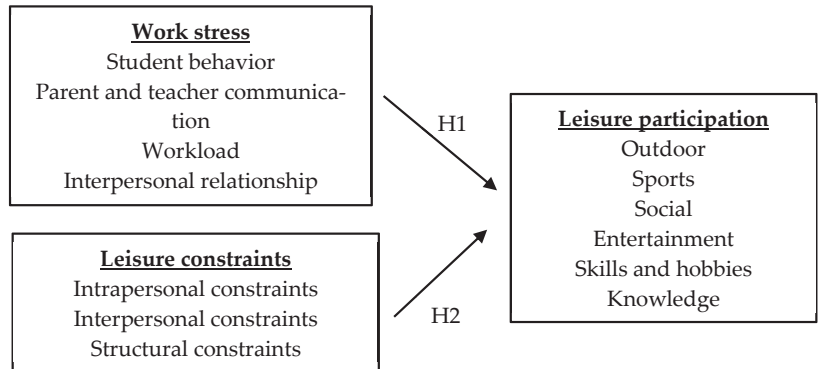 Work stress
Student behavior
Parent and teacher communica-
tion
Workload
Interpersonal relationship
H1
Leisure participation
Outdoor
Sports
Social
Entertainment
Skills and hobbies
Knowledge
Leisure constraints
Intrapersonal constraints
Interpersonal constraints
Structural constraints
H2